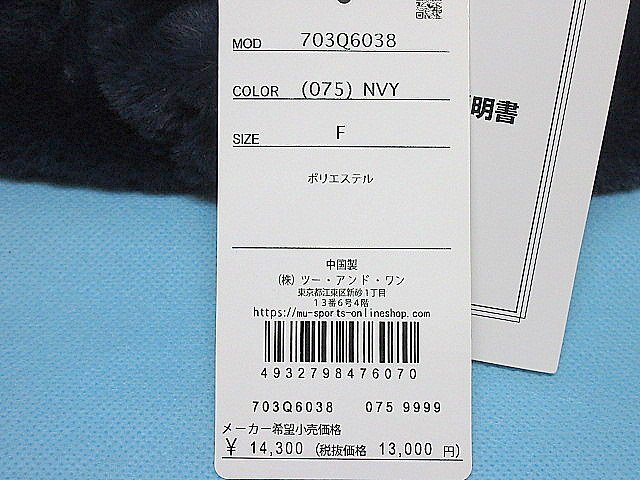 MOD 703Q6038
COLOR (075) NVY
SIZE F
ポリエステル
中国製
(株) ツー・アンド・ワン
東京都江東区新砂1丁目
13番6号4階
https://mu-sports-onlineshop.com
4932798476070
703Q6038 075 9999
メーカー希望小売価格
¥ 14,300 (税抜価格 13,000 円)
明書